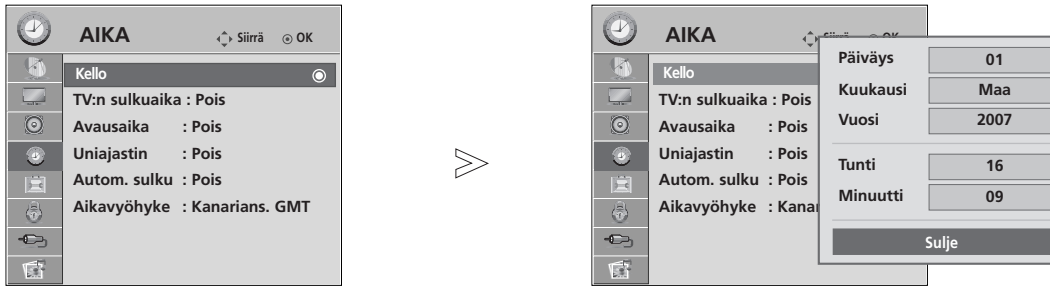 AIKA Siirrä OK
Kello
TV:n sulkuaika : Pois
Avausaika : Pois
Uniajastin : Pois
Autom. sulku : Pois
Aikavyöhyke : Kanarians. GMT
AIKA
Kello
TV:n sulkuaika : Pois
Avausaika : Pois
Uniajastin : Pois
Autom. sulku : Pois
Aikavyöhyke : Kana
Päiväys 01
Kuukausi Maa
Vuosi 2007
Tunti 16
Minuutti 09
Sulje